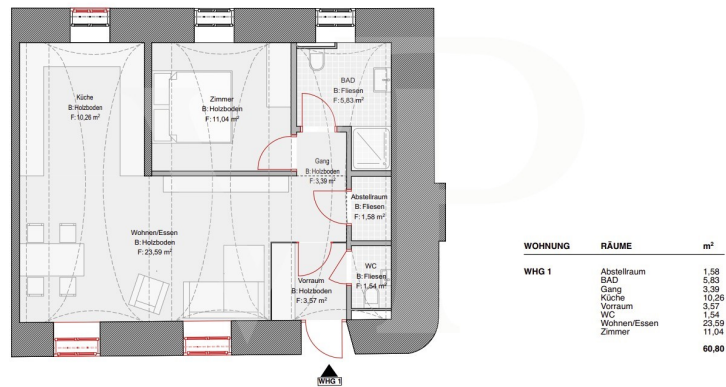 Küche
B: Holzboden
F: 10,26 m²
Zimmer
B: Holzboden
F: 11,04 m²
BAD
B: Fliesen
F: 5,83 m²
Gang
B: Holzboden
F: 3,39 m²
Abstellraum
B: Fliesen
F: 1,58 m²
Wohnen/Essen
B: Holzboden
F: 23,59 m²
WC
B: Fliesen
F: 1,54 m²
Vorraum
B: Holzboden
F: 3,57 m²
WHG 1
WOHNUNG RÄUME m²
WHG 1 Abstellraum 1,58
BAD 5,83
Gang 3,39
Küche 10,26
Vorraum 3,57
WC 1,54
Wohnen/Essen 23,59
Zimmer 11,04
60,80
VP